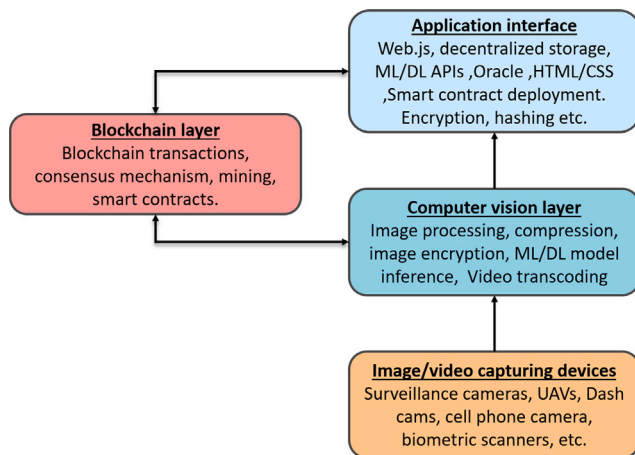 Application interface
Web.js, decentralized storage,
ML/DL APIs ,Oracle ,HTML/CSS
,Smart contract deployment.
Encryption, hashing etc.
Blockchain layer
Blockchain transactions,
consensus mechanism, mining,
smart contracts.
Computer vision layer
Image processing, compression,
image encryption, ML/DL model
inference, Video transcoding
Image/video capturing devices
Surveillance cameras, UAVs, Dash
cams, cell phone camera,
biometric scanners, etc.